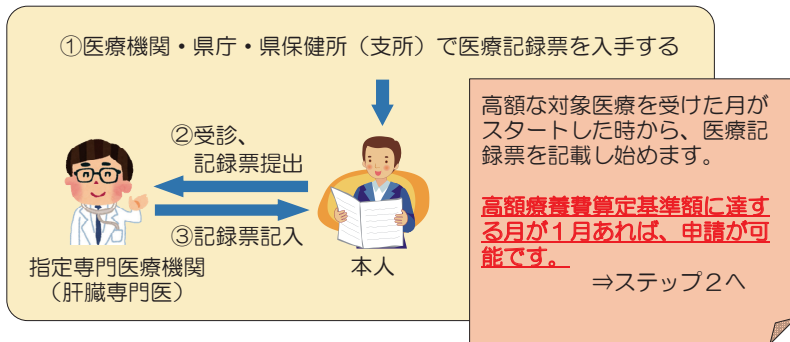 ①医療機関・県庁・県保健所（支所）で医療記録票を入手する
②受診、
記録票提出
③記録票記入
指定専門医療機関
（肝臓専門医）
本人
高額な対象医療を受けた月が
スタートした時から、医療記
録票を記載し始めます。
高額療養費算定基準額に達す
る月が１月あれば、申請が可
能です。
⇒ステップ２へ